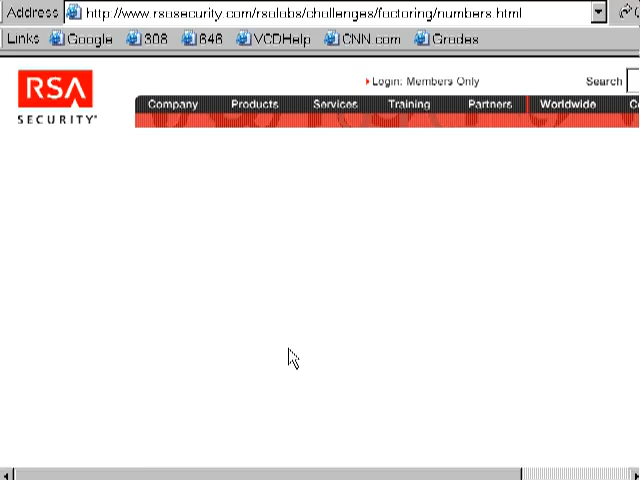 Address http://www.rsasecurity.com/rsalabs/challenges/factoring/numbers.html
Links Google 308 646 VCDHelp CNN.com Grades
RSA
SECURITY
Login: Members Only Search
Company Products Services Training Partners Worldwide